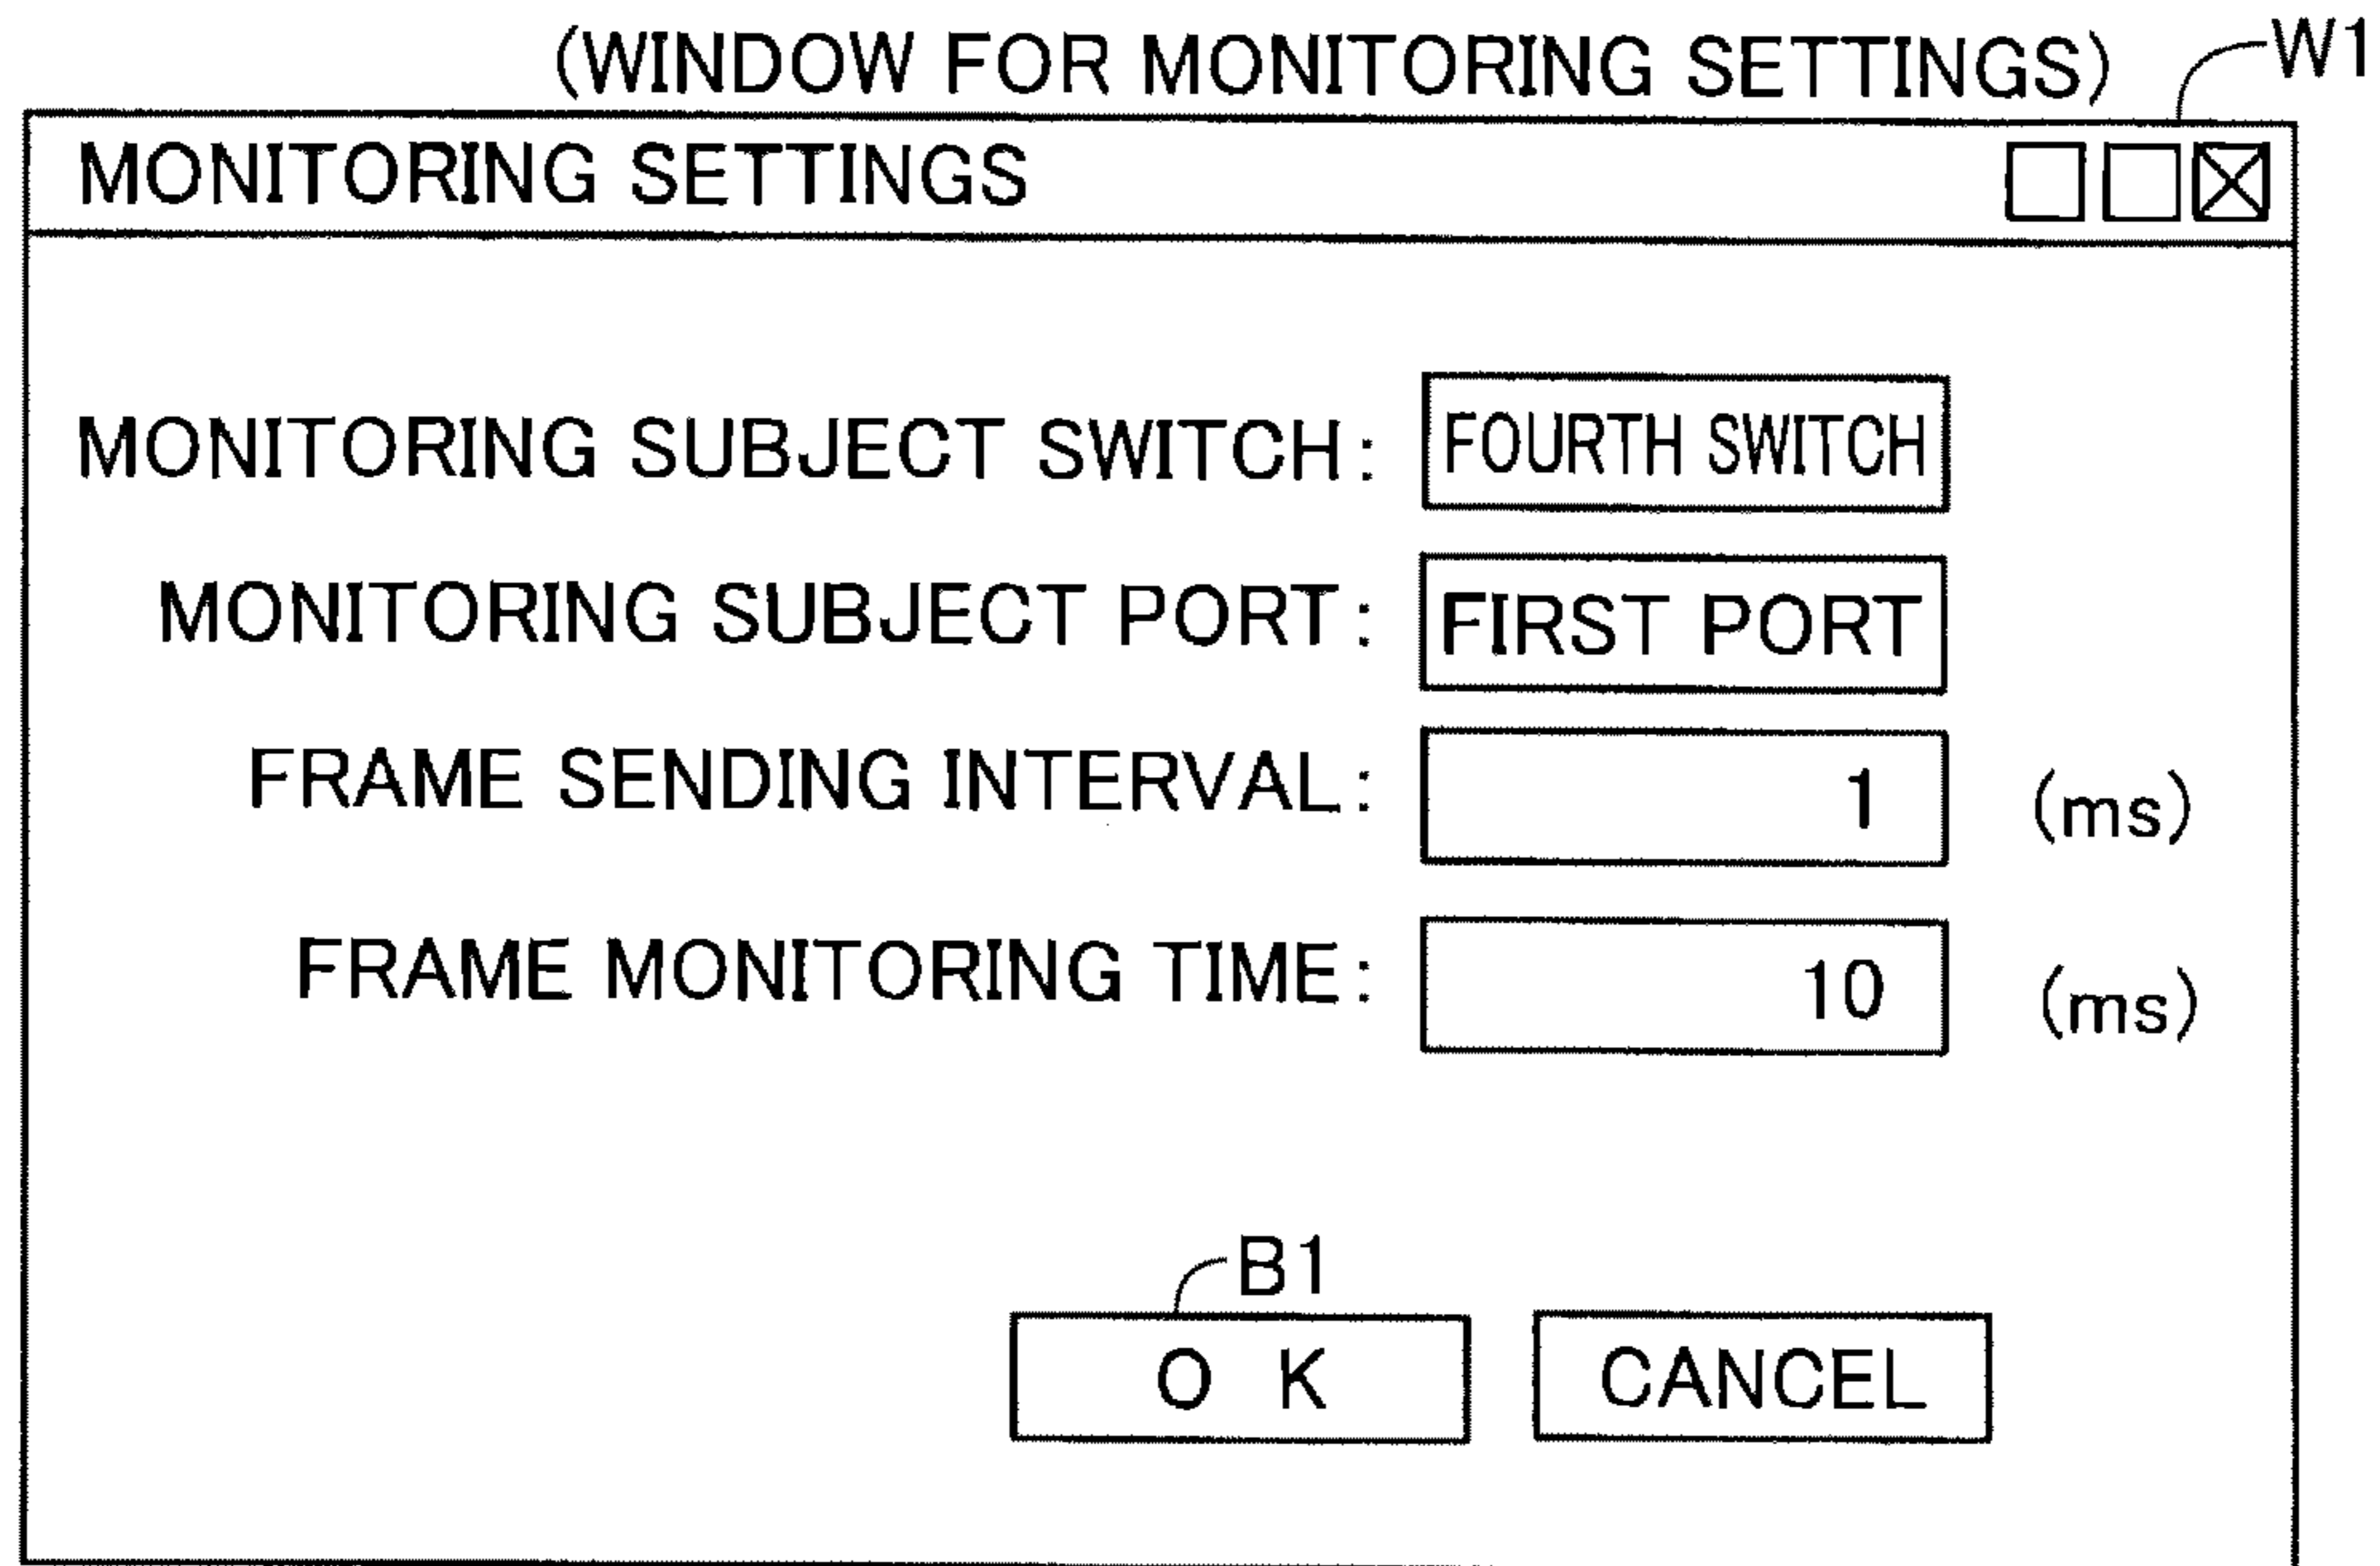 (WINDOW FOR MONITORING SETTINGS) W1
MONITORING SETTINGS
MONITORING SUBJECT SWITCH: FOURTH SWITCH
MONITORING SUBJECT PORT: FIRST PORT
FRAME SENDING INTERVAL: 1 (ms)
FRAME MONITORING TIME: 10 (ms)
B1
O K CANCEL